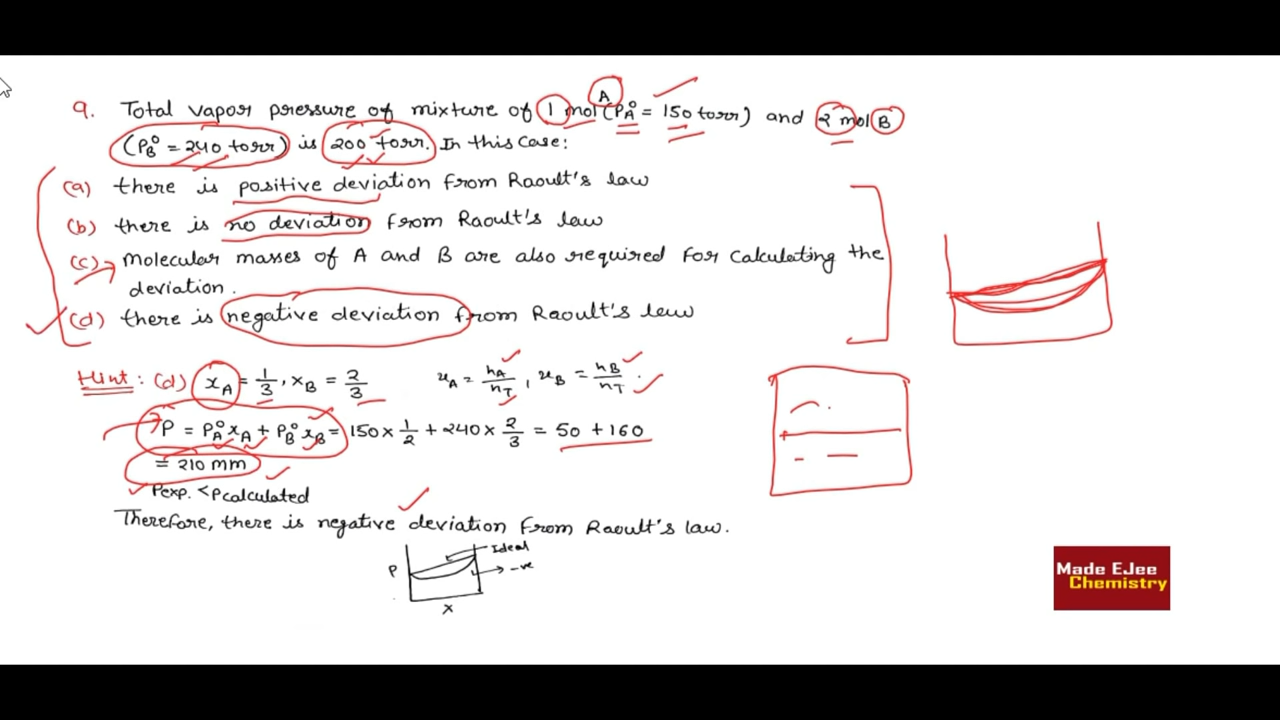 9. Total vapor pressure of mixture of 1 mol A (P°A = 150 torr) and 2 mol B
(P°B = 240 torr) is 200 torr. In this case:
(a) there is positive deviation from Raoult's law
(b) there is no deviation from Raoult's law
(c) Molecular masses of A and B are also required for calculating the
deviation.
(d) there is negative deviation from Raoult's law
Hint: (d) xA = 1/3, xB = 2/3 xA = nA/nT, xB = nB/nT.
P = P°A xA + P°B xB = 150 × 1/2 + 240 × 2/3 = 50 + 160
= 210 mm
Pexp. < Pcalculated
Therefore, there is negative deviation from Raoult's law.
Ideal
P
-ve
X
Made EJee
Chemistry